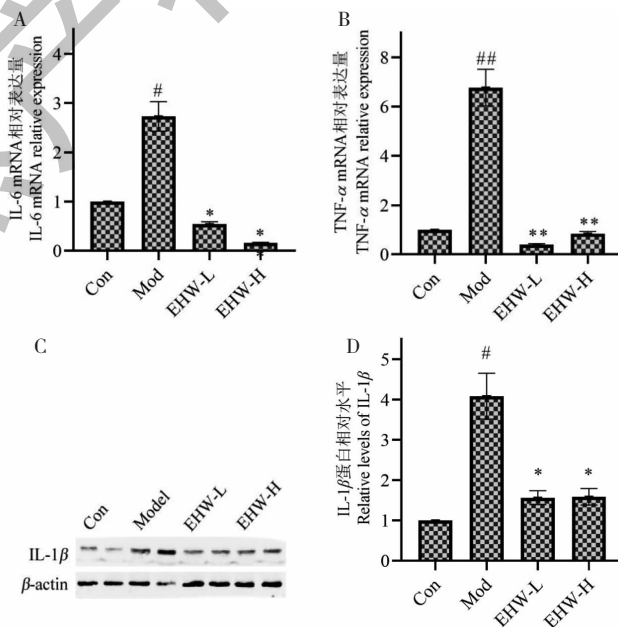 A
IL-6 mRNA相对表达量
IL-6 mRNA relative expression
4
3
2
1
0
#
*
*
*
Con
Mod
EHW-L
EHW-H
B
TNF-α mRNA相对表达量
TNF-α mRNA relative expression
8
6
4
2
0
##
**
**
Con
Mod
EHW-L
EHW-H
C
Con
Model
EHW-L
EHW-H
IL-1β
β-actin
D
IL-1β蛋白相对水平
Relative levels of IL-1β
5
4
3
2
1
0
#
*
*
Con
Mod
EHW-L
EHW-H